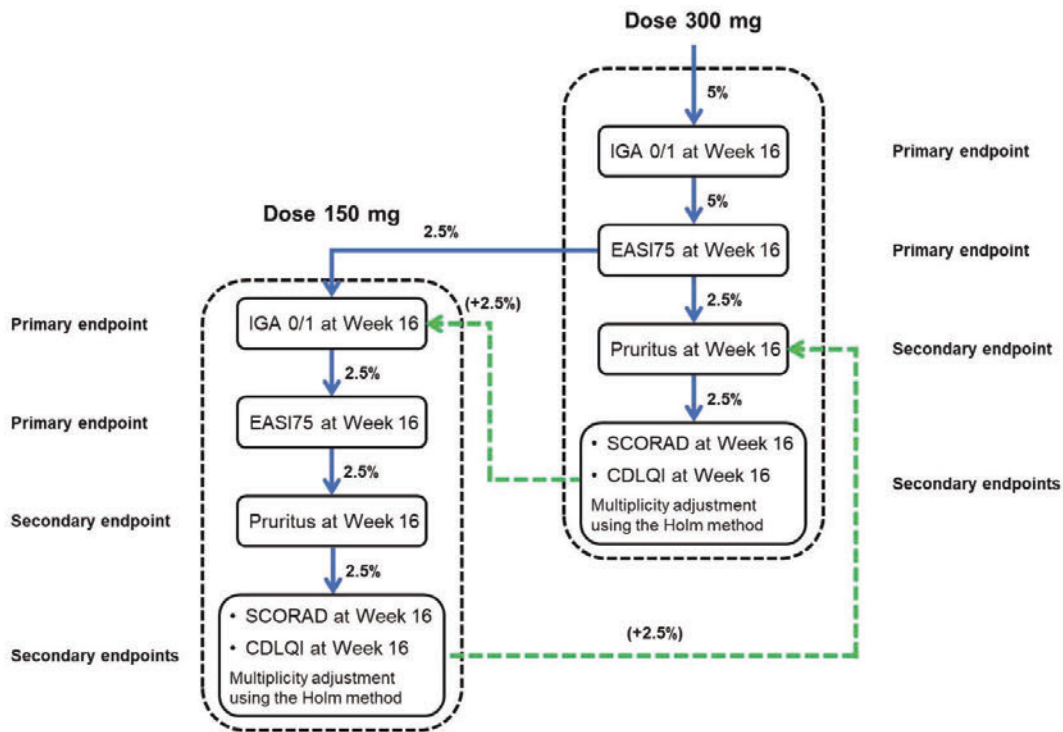 Dose 300 mg
5%
IGA 0/1 at Week 16
Primary endpoint
5%
Dose 150 mg
2.5%
EASI75 at Week 16
Primary endpoint
(+2.5%)
2.5%
Primary endpoint
IGA 0/1 at Week 16
Pruritus at Week 16
Secondary endpoint
2.5%
2.5%
Primary endpoint
EASI75 at Week 16
• SCORAD at Week 16
• CDLQI at Week 16
Multiplicity adjustment
using the Holm method
Secondary endpoints
2.5%
Secondary endpoint
Pruritus at Week 16
2.5%
• SCORAD at Week 16
• CDLQI at Week 16
Multiplicity adjustment
using the Holm method
Secondary endpoints
(+2.5%)